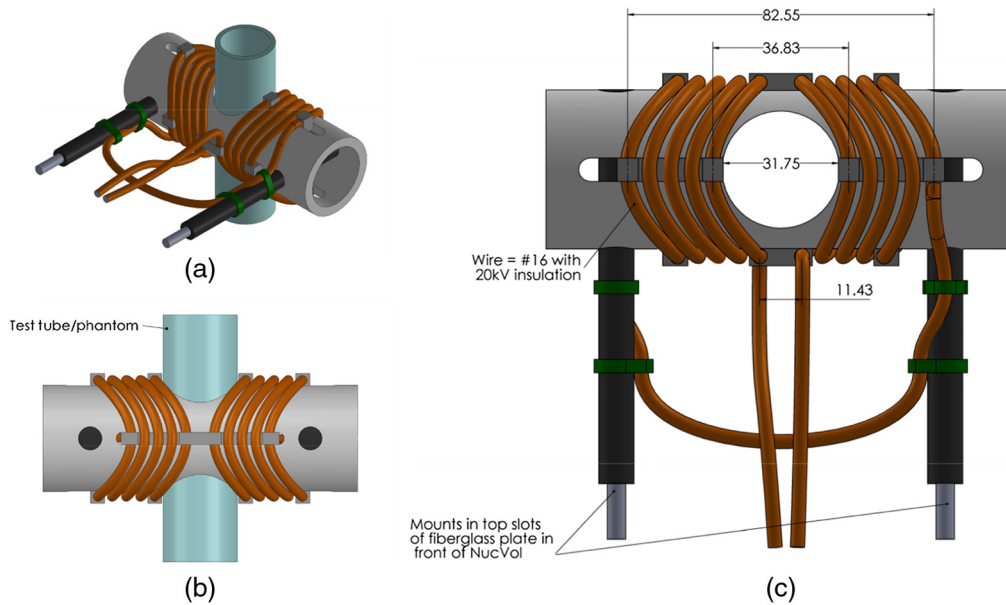 (a)
Test tube/phantom
(b)
82.55
36.83
31.75
Wire = #16 with
20kV insulation
11.43
Mounts in top slots
of fiberglass plate in
front of NucVol
(c)